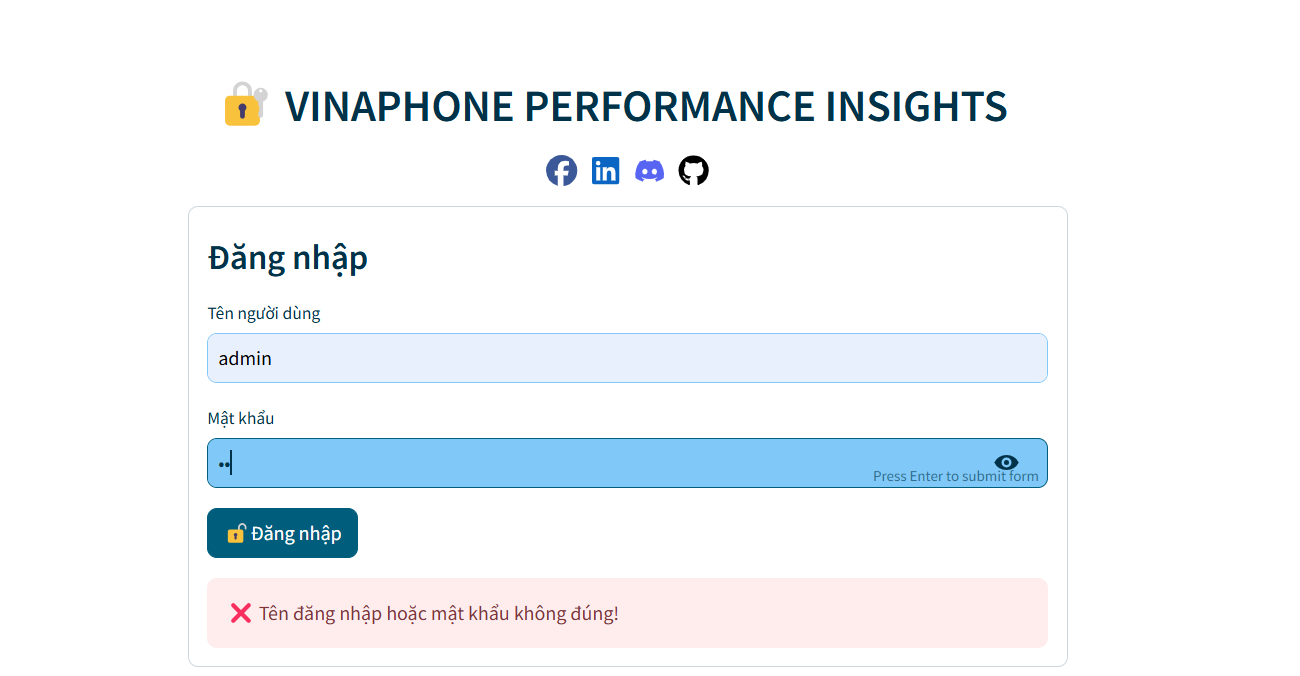 VINAPHONE PERFORMANCE INSIGHTS
Đăng nhập
Tên người dùng
admin
Mật khẩu
••
Press Enter to submit form
Đăng nhập
Tên đăng nhập hoặc mật khẩu không đúng!